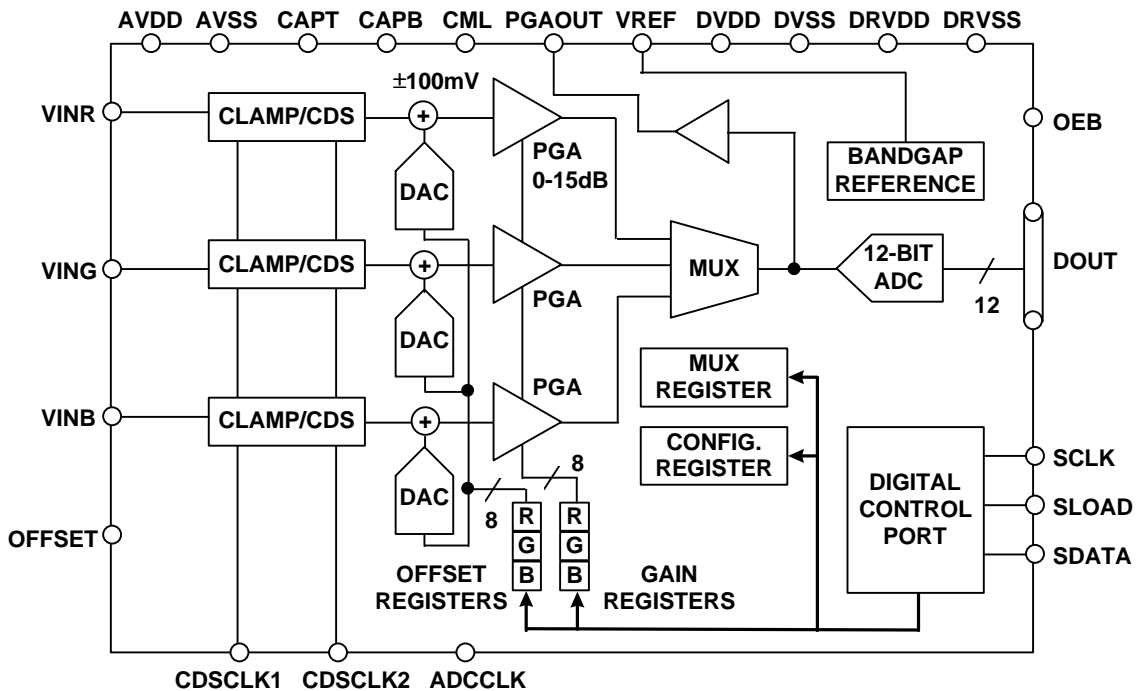 AVDD AVSS CAPT CAPB CML PGAOUT VREF DVDD DVSS DRVDD DRVSS
±100mV
VINR
CLAMP/CDS
+
PGA
0-15dB
DAC
BANDGAP
REFERENCE
OEB
VING
CLAMP/CDS
+
PGA
DAC
MUX
12-BIT
ADC
12
DOUT
VINB
CLAMP/CDS
+
PGA
DAC
MUX
REGISTER
CONFIG.
REGISTER
8
8
R
G
B
R
G
B
OFFSET
REGISTERS
GAIN
REGISTERS
DIGITAL
CONTROL
PORT
SCLK
SLOAD
SDATA
OFFSET
CDSCLK1 CDSCLK2 ADCCLK